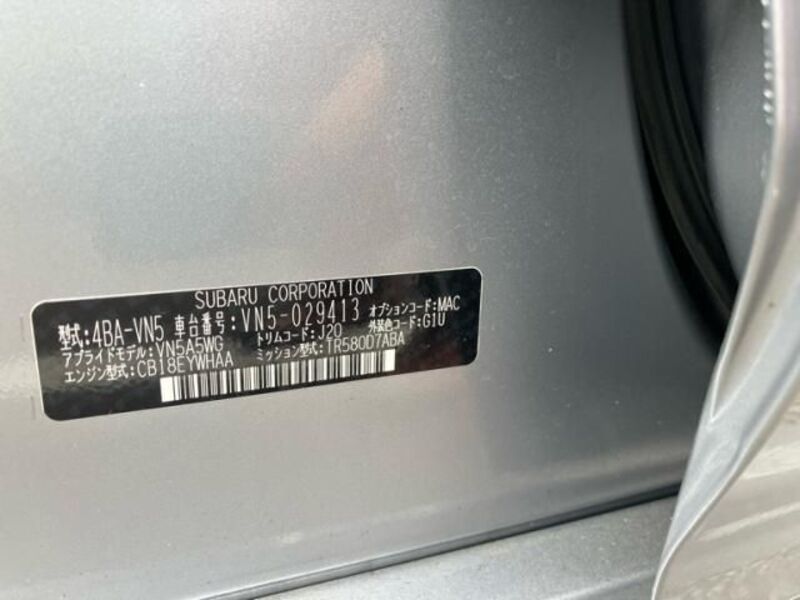 SUBARU CORPORATION
型式:4BA-VN5 車台番号:VN5-029413 オプションコード:MAC
アプライドモデル:VN5A5WG トリムコード:J20 外装色コード:G1U
エンジン型式:CB18EYWHAA ミッション型式:TR580D7ABA